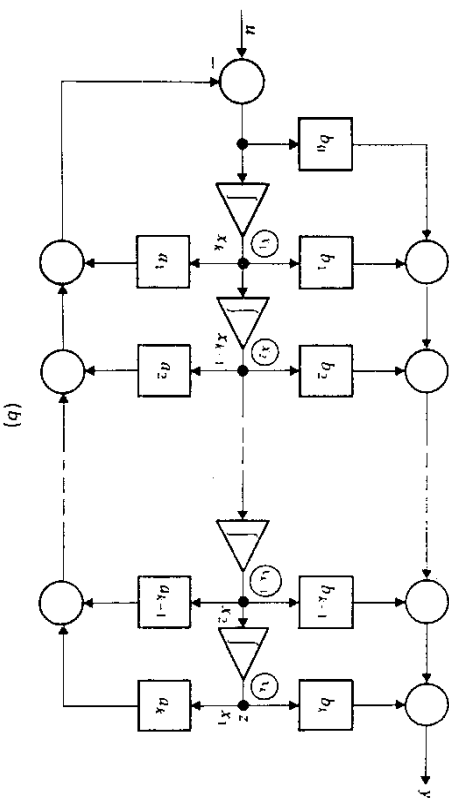 u
−
b₀
x₁
xₖ
b₁
a₁
x₂
xₖ₋₁
b₂
a₂
xₖ₋₁
x₂
bₖ₋₁
aₖ₋₁
xₖ
z
x₁
bₖ
aₖ
y
(b)